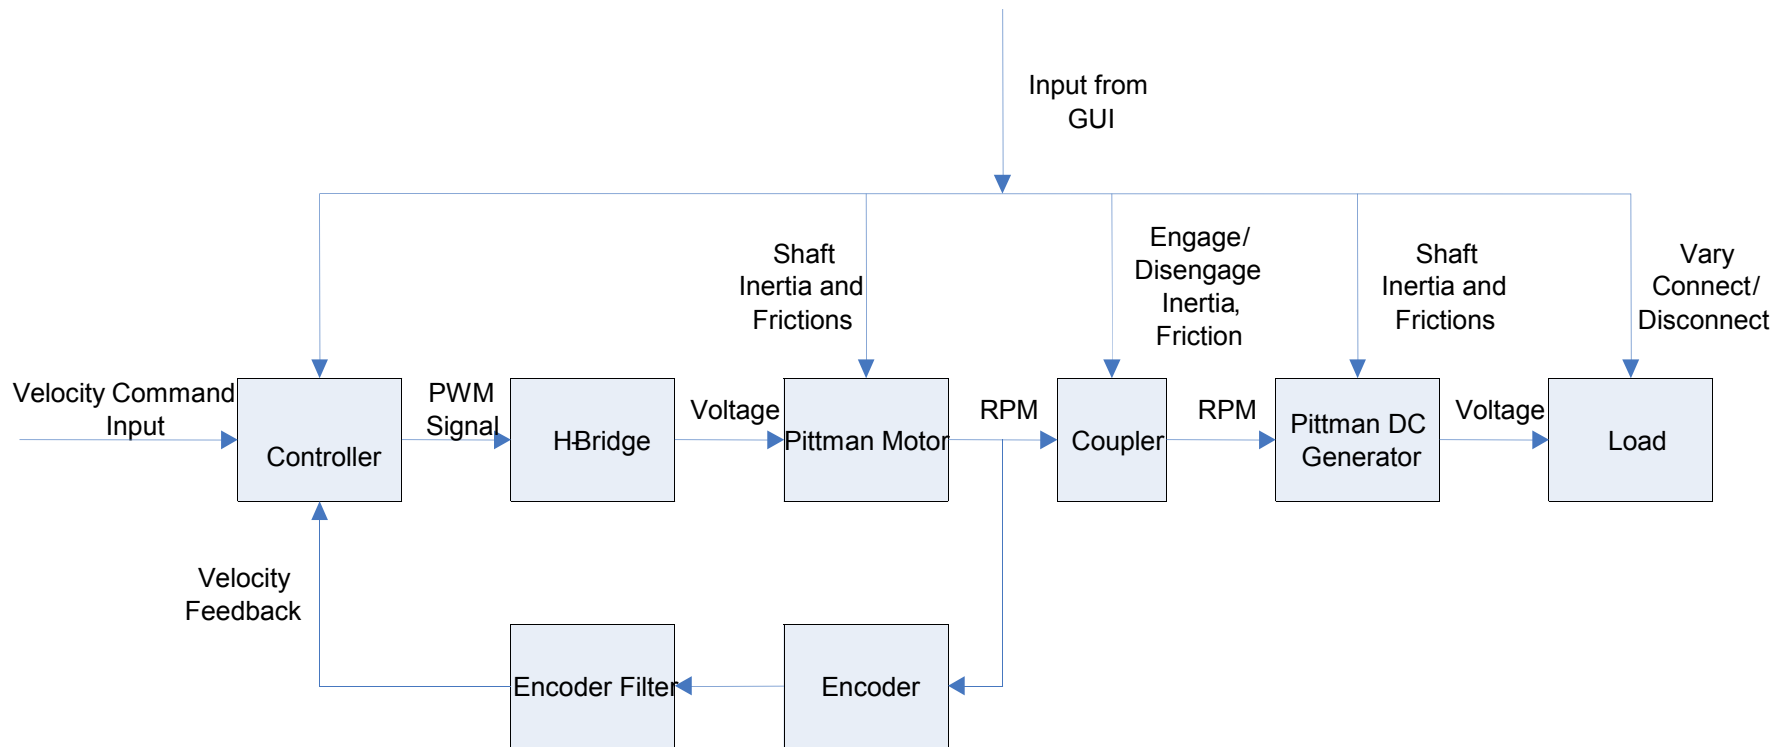 Input from
GUI
Shaft
Inertia and
Frictions
Engage/
Disengage
Inertia,
Friction
Shaft
Inertia and
Frictions
Vary
Connect/
Disconnect
Velocity Command
Input
Controller
PWM
Signal
H-Bridge
Voltage
Pittman Motor
RPM
Coupler
RPM
Pittman DC
Generator
Voltage
Load
Velocity
Feedback
Encoder Filter
Encoder